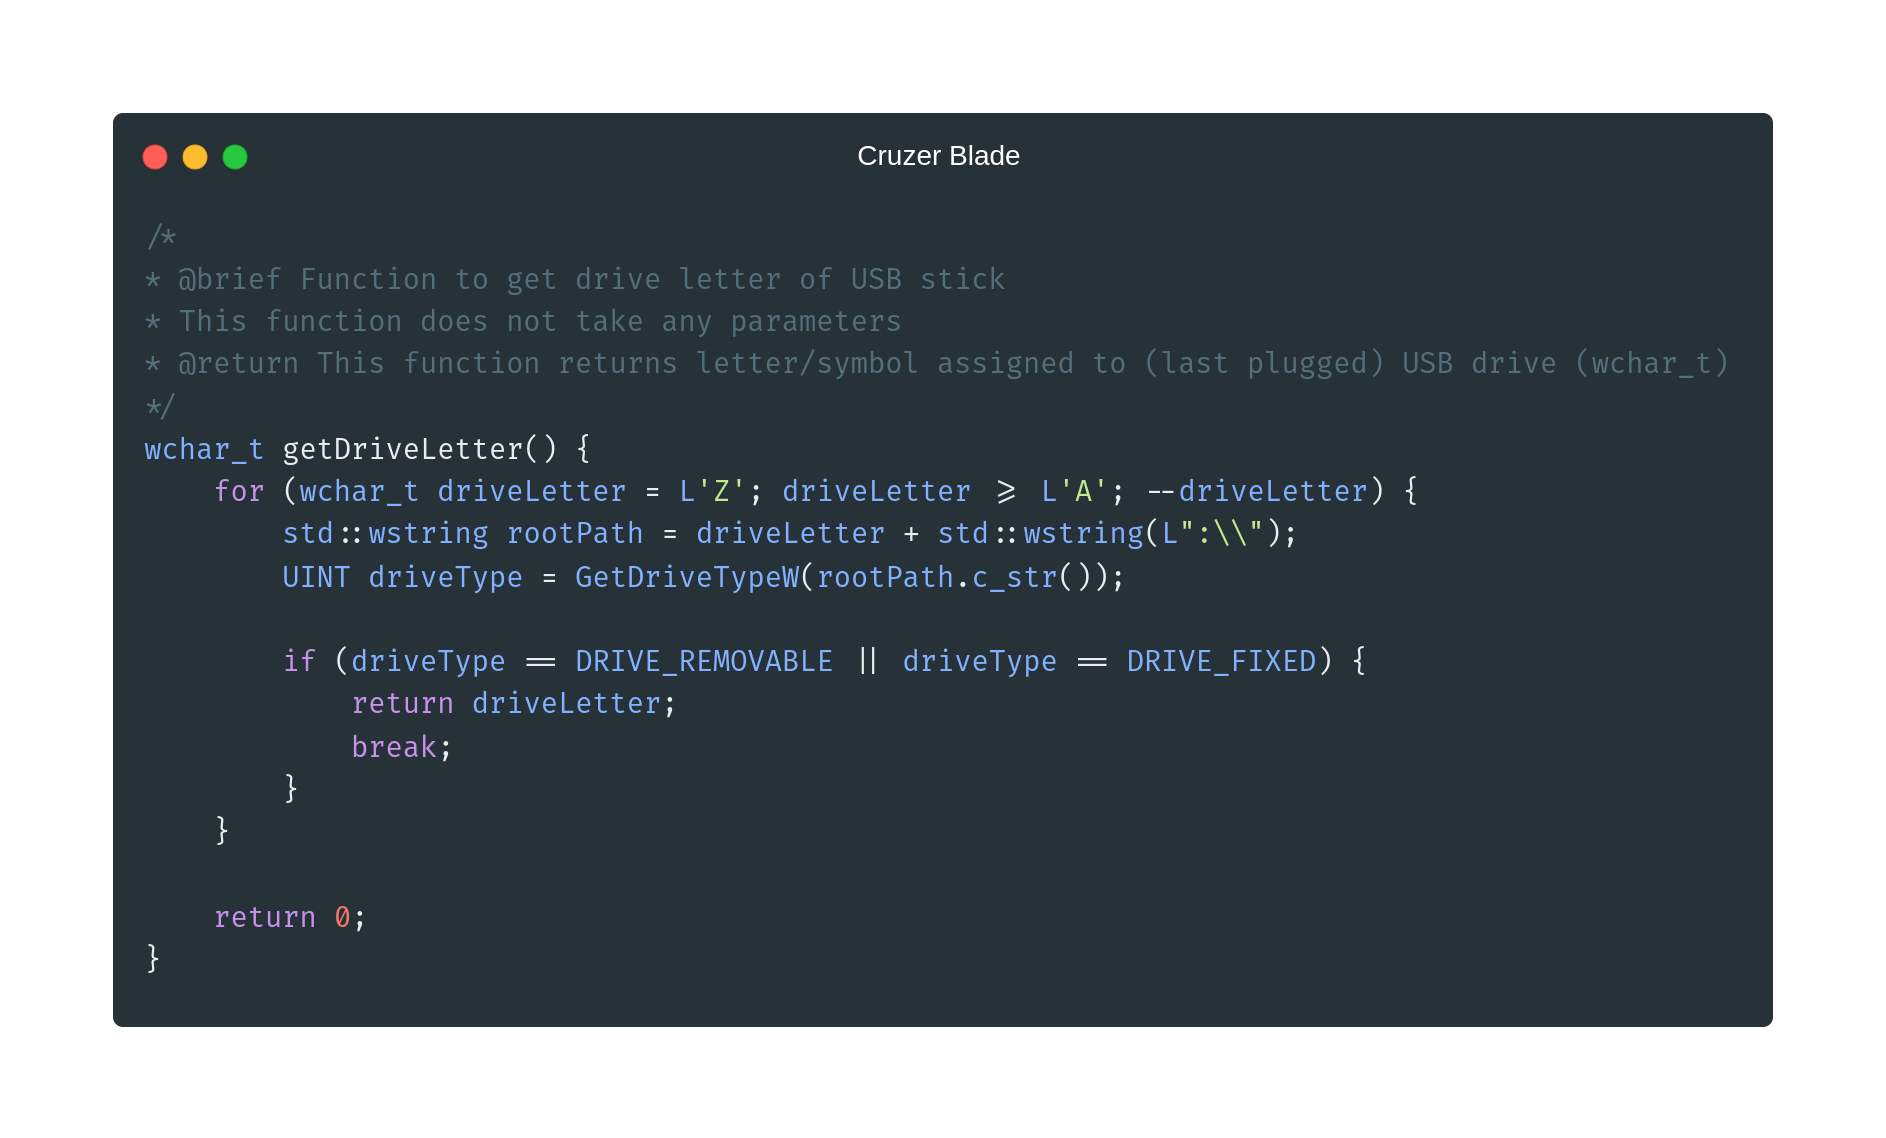 Cruzer Blade
/*
* @brief Function to get drive letter of USB stick
* This function does not take any parameters
* @return This function returns letter/symbol assigned to (last plugged) USB drive (wchar_t)
*/
wchar_t getDriveLetter() {
    for (wchar_t driveLetter = L'Z'; driveLetter >= L'A'; --driveLetter) {
        std::wstring rootPath = driveLetter + std::wstring(L":\\");
        UINT driveType = GetDriveTypeW(rootPath.c_str());

        if (driveType == DRIVE_REMOVABLE || driveType == DRIVE_FIXED) {
            return driveLetter;
            break;
        }
    }

    return 0;
}